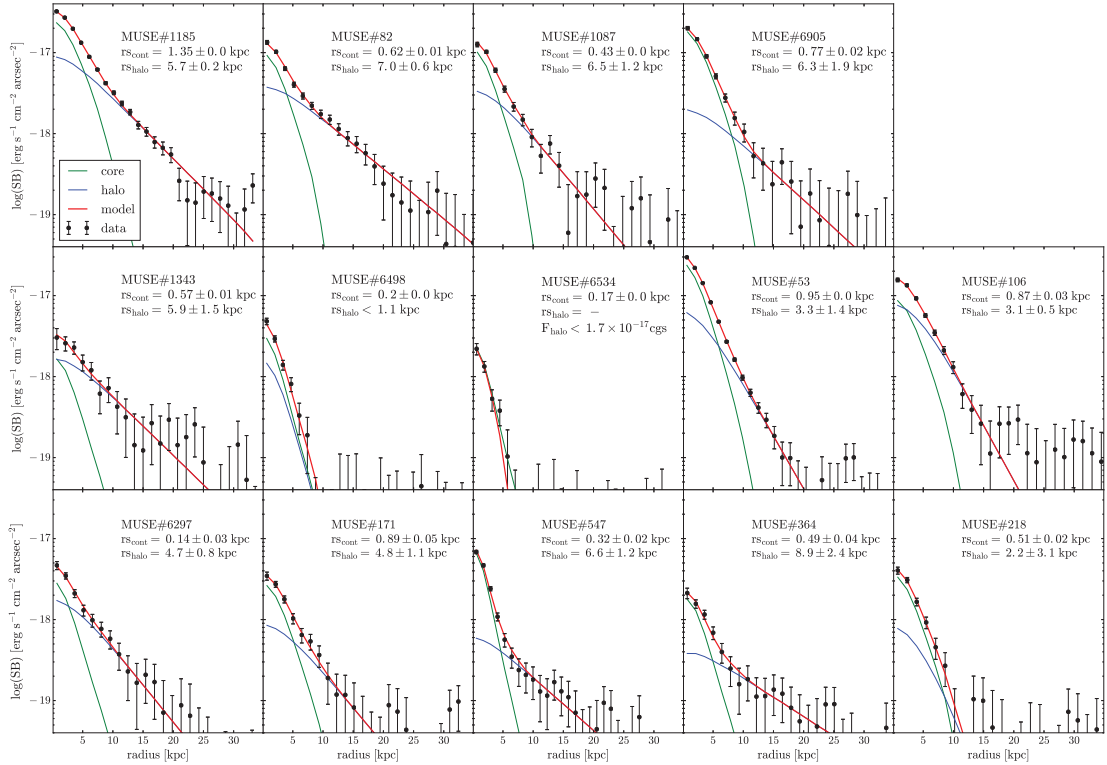 MUSE#1185
rs_cont = 1.35 ± 0.0 kpc
rs_halo = 5.7 ± 0.2 kpc
MUSE#82
rs_cont = 0.62 ± 0.01 kpc
rs_halo = 7.0 ± 0.6 kpc
MUSE#1087
rs_cont = 0.43 ± 0.0 kpc
rs_halo = 6.5 ± 1.2 kpc
MUSE#6905
rs_cont = 0.77 ± 0.02 kpc
rs_halo = 6.3 ± 1.9 kpc
log(SB) [erg s⁻¹ cm⁻² arcsec⁻²]
−17
−18
−19
core
halo
model
data
MUSE#1343
rs_cont = 0.57 ± 0.01 kpc
rs_halo = 5.9 ± 1.5 kpc
MUSE#6498
rs_cont = 0.2 ± 0.0 kpc
rs_halo < 1.1 kpc
MUSE#6534
rs_cont = 0.17 ± 0.0 kpc
rs_halo = −
F_halo < 1.7 × 10⁻¹⁷cgs
MUSE#53
rs_cont = 0.95 ± 0.0 kpc
rs_halo = 3.3 ± 1.4 kpc
MUSE#106
rs_cont = 0.87 ± 0.03 kpc
rs_halo = 3.1 ± 0.5 kpc
log(SB) [erg s⁻¹ cm⁻² arcsec⁻²]
−17
−18
−19
MUSE#6297
rs_cont = 0.14 ± 0.03 kpc
rs_halo = 4.7 ± 0.8 kpc
MUSE#171
rs_cont = 0.89 ± 0.05 kpc
rs_halo = 4.8 ± 1.1 kpc
MUSE#547
rs_cont = 0.32 ± 0.02 kpc
rs_halo = 6.6 ± 1.2 kpc
MUSE#364
rs_cont = 0.49 ± 0.04 kpc
rs_halo = 8.9 ± 2.4 kpc
MUSE#218
rs_cont = 0.51 ± 0.02 kpc
rs_halo = 2.2 ± 3.1 kpc
log(SB) [erg s⁻¹ cm⁻² arcsec⁻²]
−17
−18
−19
5 10 15 20 25 30
5 10 15 20 25 30
5 10 15 20 25 30
5 10 15 20 25 30
5 10 15 20 25 30
radius [kpc]
radius [kpc]
radius [kpc]
radius [kpc]
radius [kpc]